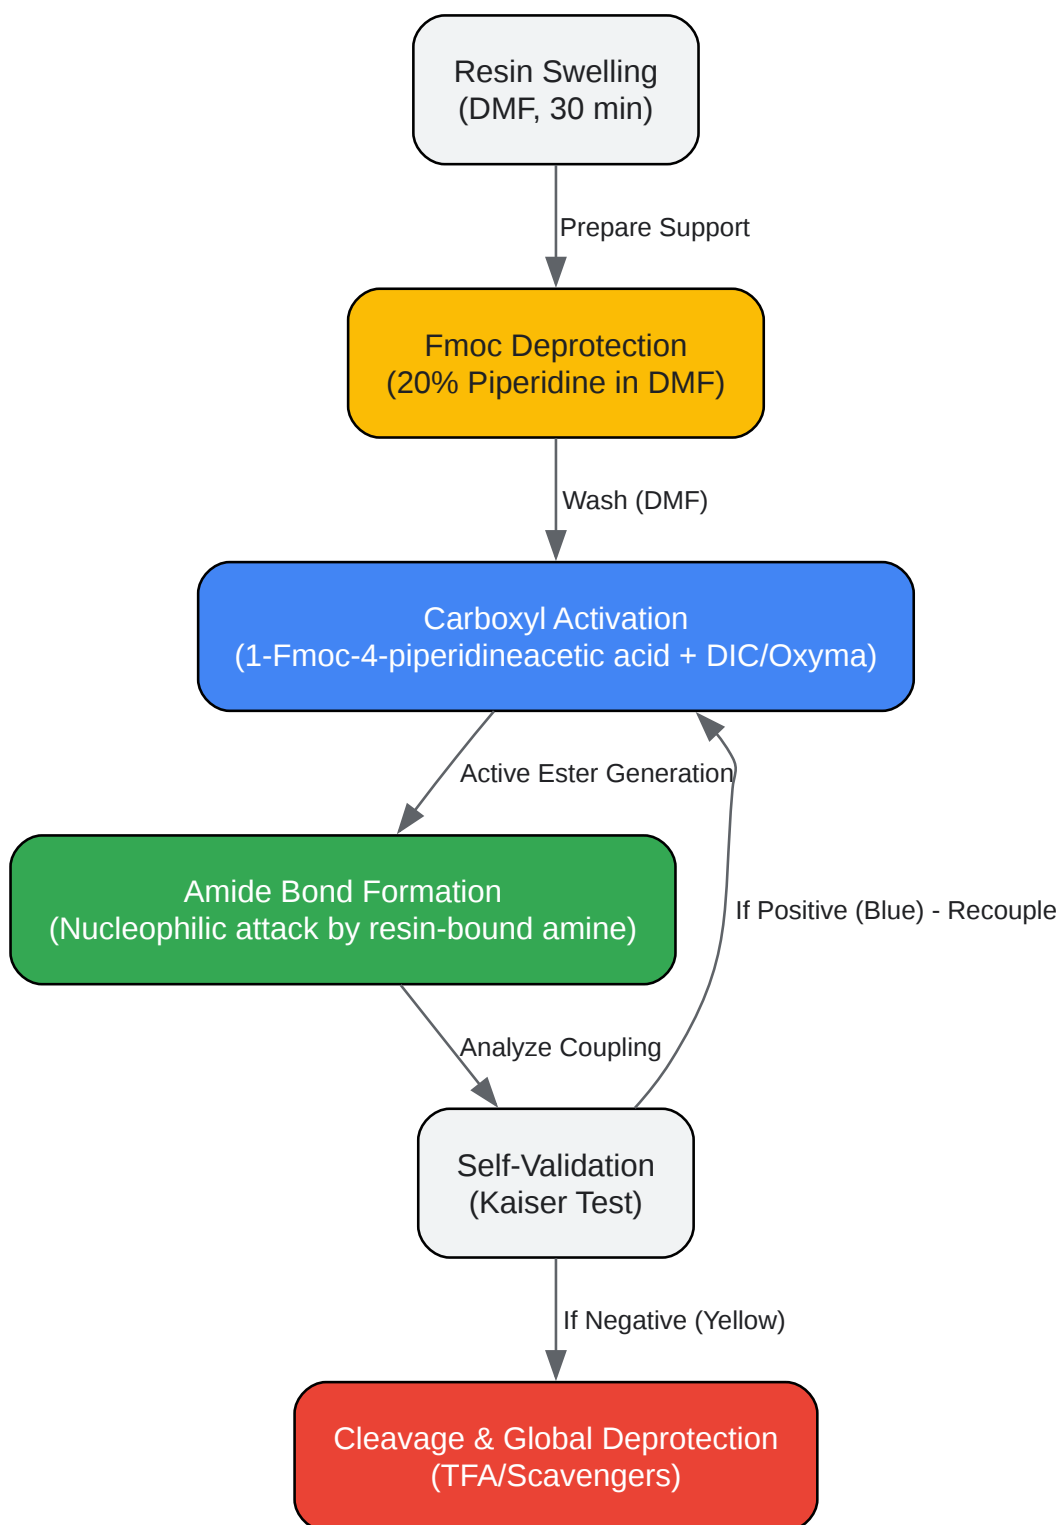 Resin Swelling
(DMF, 30 min)
Prepare Support
Fmoc Deprotection
(20% Piperidine in DMF)
Wash (DMF)
Carboxyl Activation
(1-Fmoc-4-piperidineacetic acid + DIC/Oxyma)
Active Ester Generation
Amide Bond Formation
(Nucleophilic attack by resin-bound amine)
If Positive (Blue) - Recouple
Analyze Coupling
Self-Validation
(Kaiser Test)
If Negative (Yellow)
Cleavage & Global Deprotection
(TFA/Scavengers)